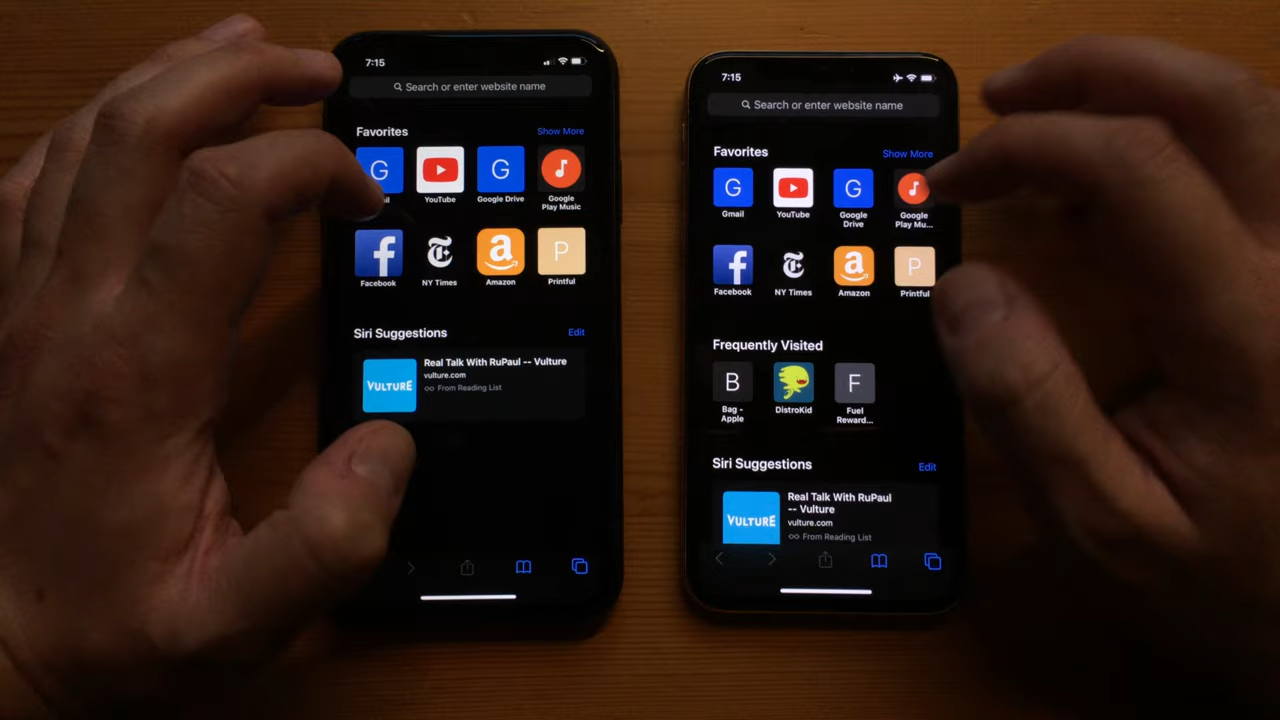 7:15
Search or enter website name
Favorites
Show More
G
G
YouTube
Google Drive
Google
Play Music
f
T
a
P
Facebook
NY Times
Amazon
Printful
Siri Suggestions
Edit
VULTURE
Real Talk With RuPaul -- Vulture
vulture.com
From Reading List
7:15
Search or enter website name
Favorites
Show More
G
G
Gmail
YouTube
Google
Drive
Google
Play Mu...
f
T
a
P
Facebook
NY Times
Amazon
Printful
Frequently Visited
B
F
Bag -
Apple
DistroKid
Fuel
Reward...
Siri Suggestions
Edit
VULTURE
Real Talk With RuPaul
-- Vulture
vulture.com
From Reading List